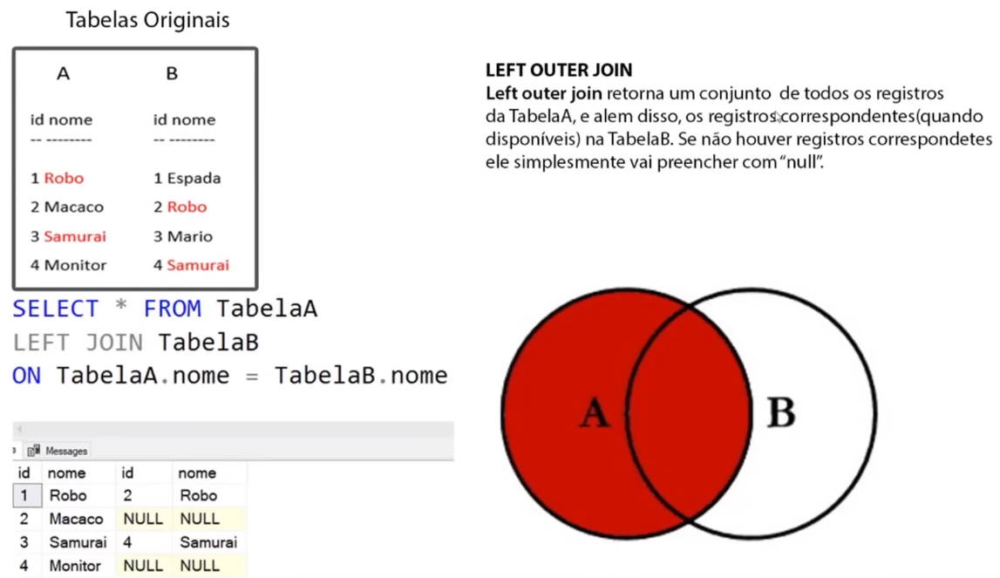 Tabelas Originais
A B
id nome id nome
-- -------- -- --------
1 Robo 1 Espada
2 Macaco 2 Robo
3 Samurai 3 Mario
4 Monitor 4 Samurai
SELECT * FROM TabelaA
LEFT JOIN TabelaB
ON TabelaA.nome = TabelaB.nome
Messages
id nome id nome
1 Robo 2 Robo
2 Macaco NULL NULL
3 Samurai 4 Samurai
4 Monitor NULL NULL
LEFT OUTER JOIN
Left outer join retorna um conjunto de todos os registros
da TabelaA, e alem disso, os registros correspondentes(quando
disponíveis) na TabelaB. Se não houver registros correspondetes
ele simplesmente vai preencher com “null”.
A B